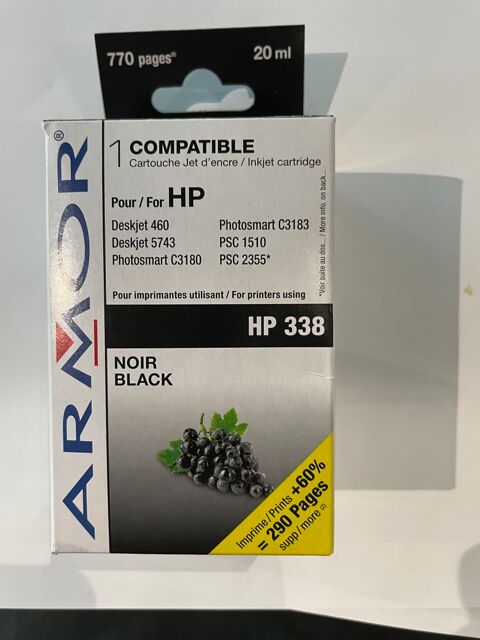 770 pages⁽¹⁾ 20 ml
ARMOR®
1 COMPATIBLE
Cartouche Jet d'encre / Inkjet cartridge
Pour / For HP
Deskjet 460 Photosmart C3183
Deskjet 5743 PSC 1510
Photosmart C3180 PSC 2355*
*Voir suite au dos... / More info, on back...
Pour imprimantes utilisant / For printers using
HP 338
NOIR
BLACK
Imprime / Prints +60%
= 290 Pages
supp / more ⁽²⁾